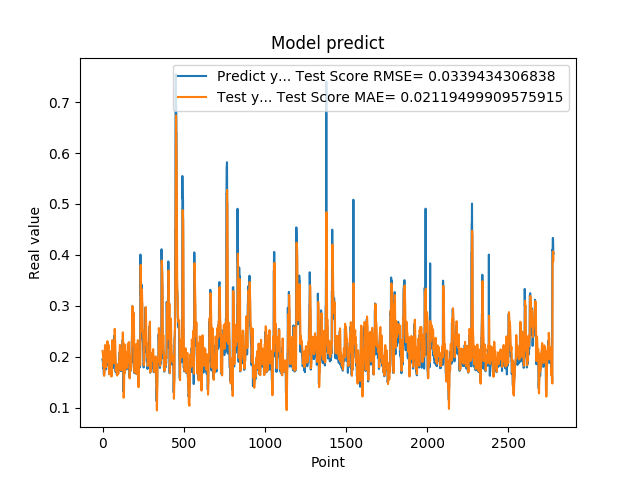 Model predict
Predict y... Test Score RMSE= 0.0339434306838
Test y... Test Score MAE= 0.02119499909575915
Real value
0.7
0.6
0.5
0.4
0.3
0.2
0.1
0 500 1000 1500 2000 2500
Point